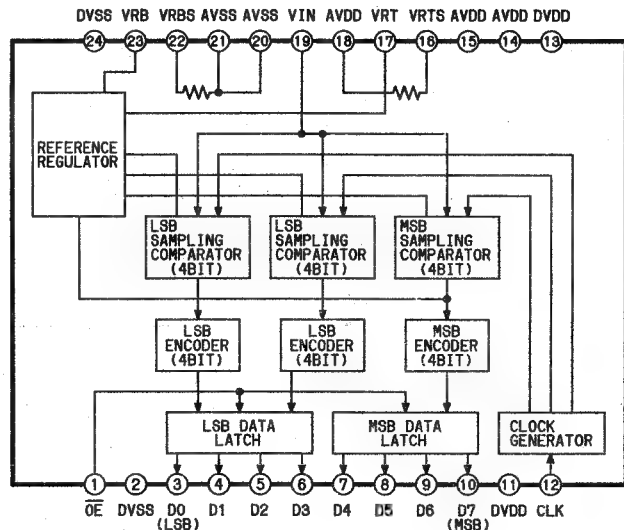 DVSS VRB VRBS AVSS AVSS VIN AVDD VRT VRTS AVDD AVDD DVDD
24 23 22 21 20 19 18 17 16 15 14 13
REFERENCE
REGULATOR
LSB
SAMPLING
COMPARATOR
(4BIT)
LSB
SAMPLING
COMPARATOR
(4BIT)
MSB
SAMPLING
COMPARATOR
(4BIT)
LSB
ENCODER
(4BIT)
LSB
ENCODER
(4BIT)
MSB
ENCODER
(4BIT)
LSB DATA
LATCH
MSB DATA
LATCH
CLOCK
GENERATOR
1 2 3 4 5 6 7 8 9 10 11 12
OE DVSS D0 D1 D2 D3 D4 D5 D6 D7 DVDD CLK
(LSB) (MSB)